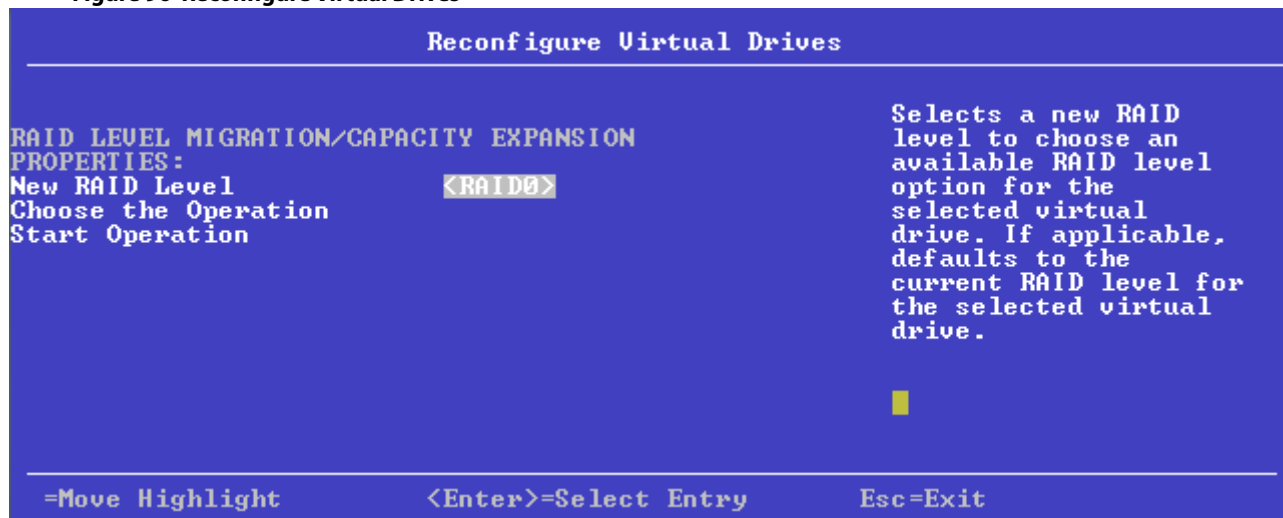 Reconfigure Virtual Drives
RAID LEVEL MIGRATION/CAPACITY EXPANSION
PROPERTIES:
New RAID Level <RAID0>
Choose the Operation
Start Operation
Selects a new RAID
level to choose an
available RAID level
option for the
selected virtual
drive. If applicable,
defaults to the
current RAID level for
the selected virtual
drive.
=Move Highlight <Enter>=Select Entry Esc=Exit